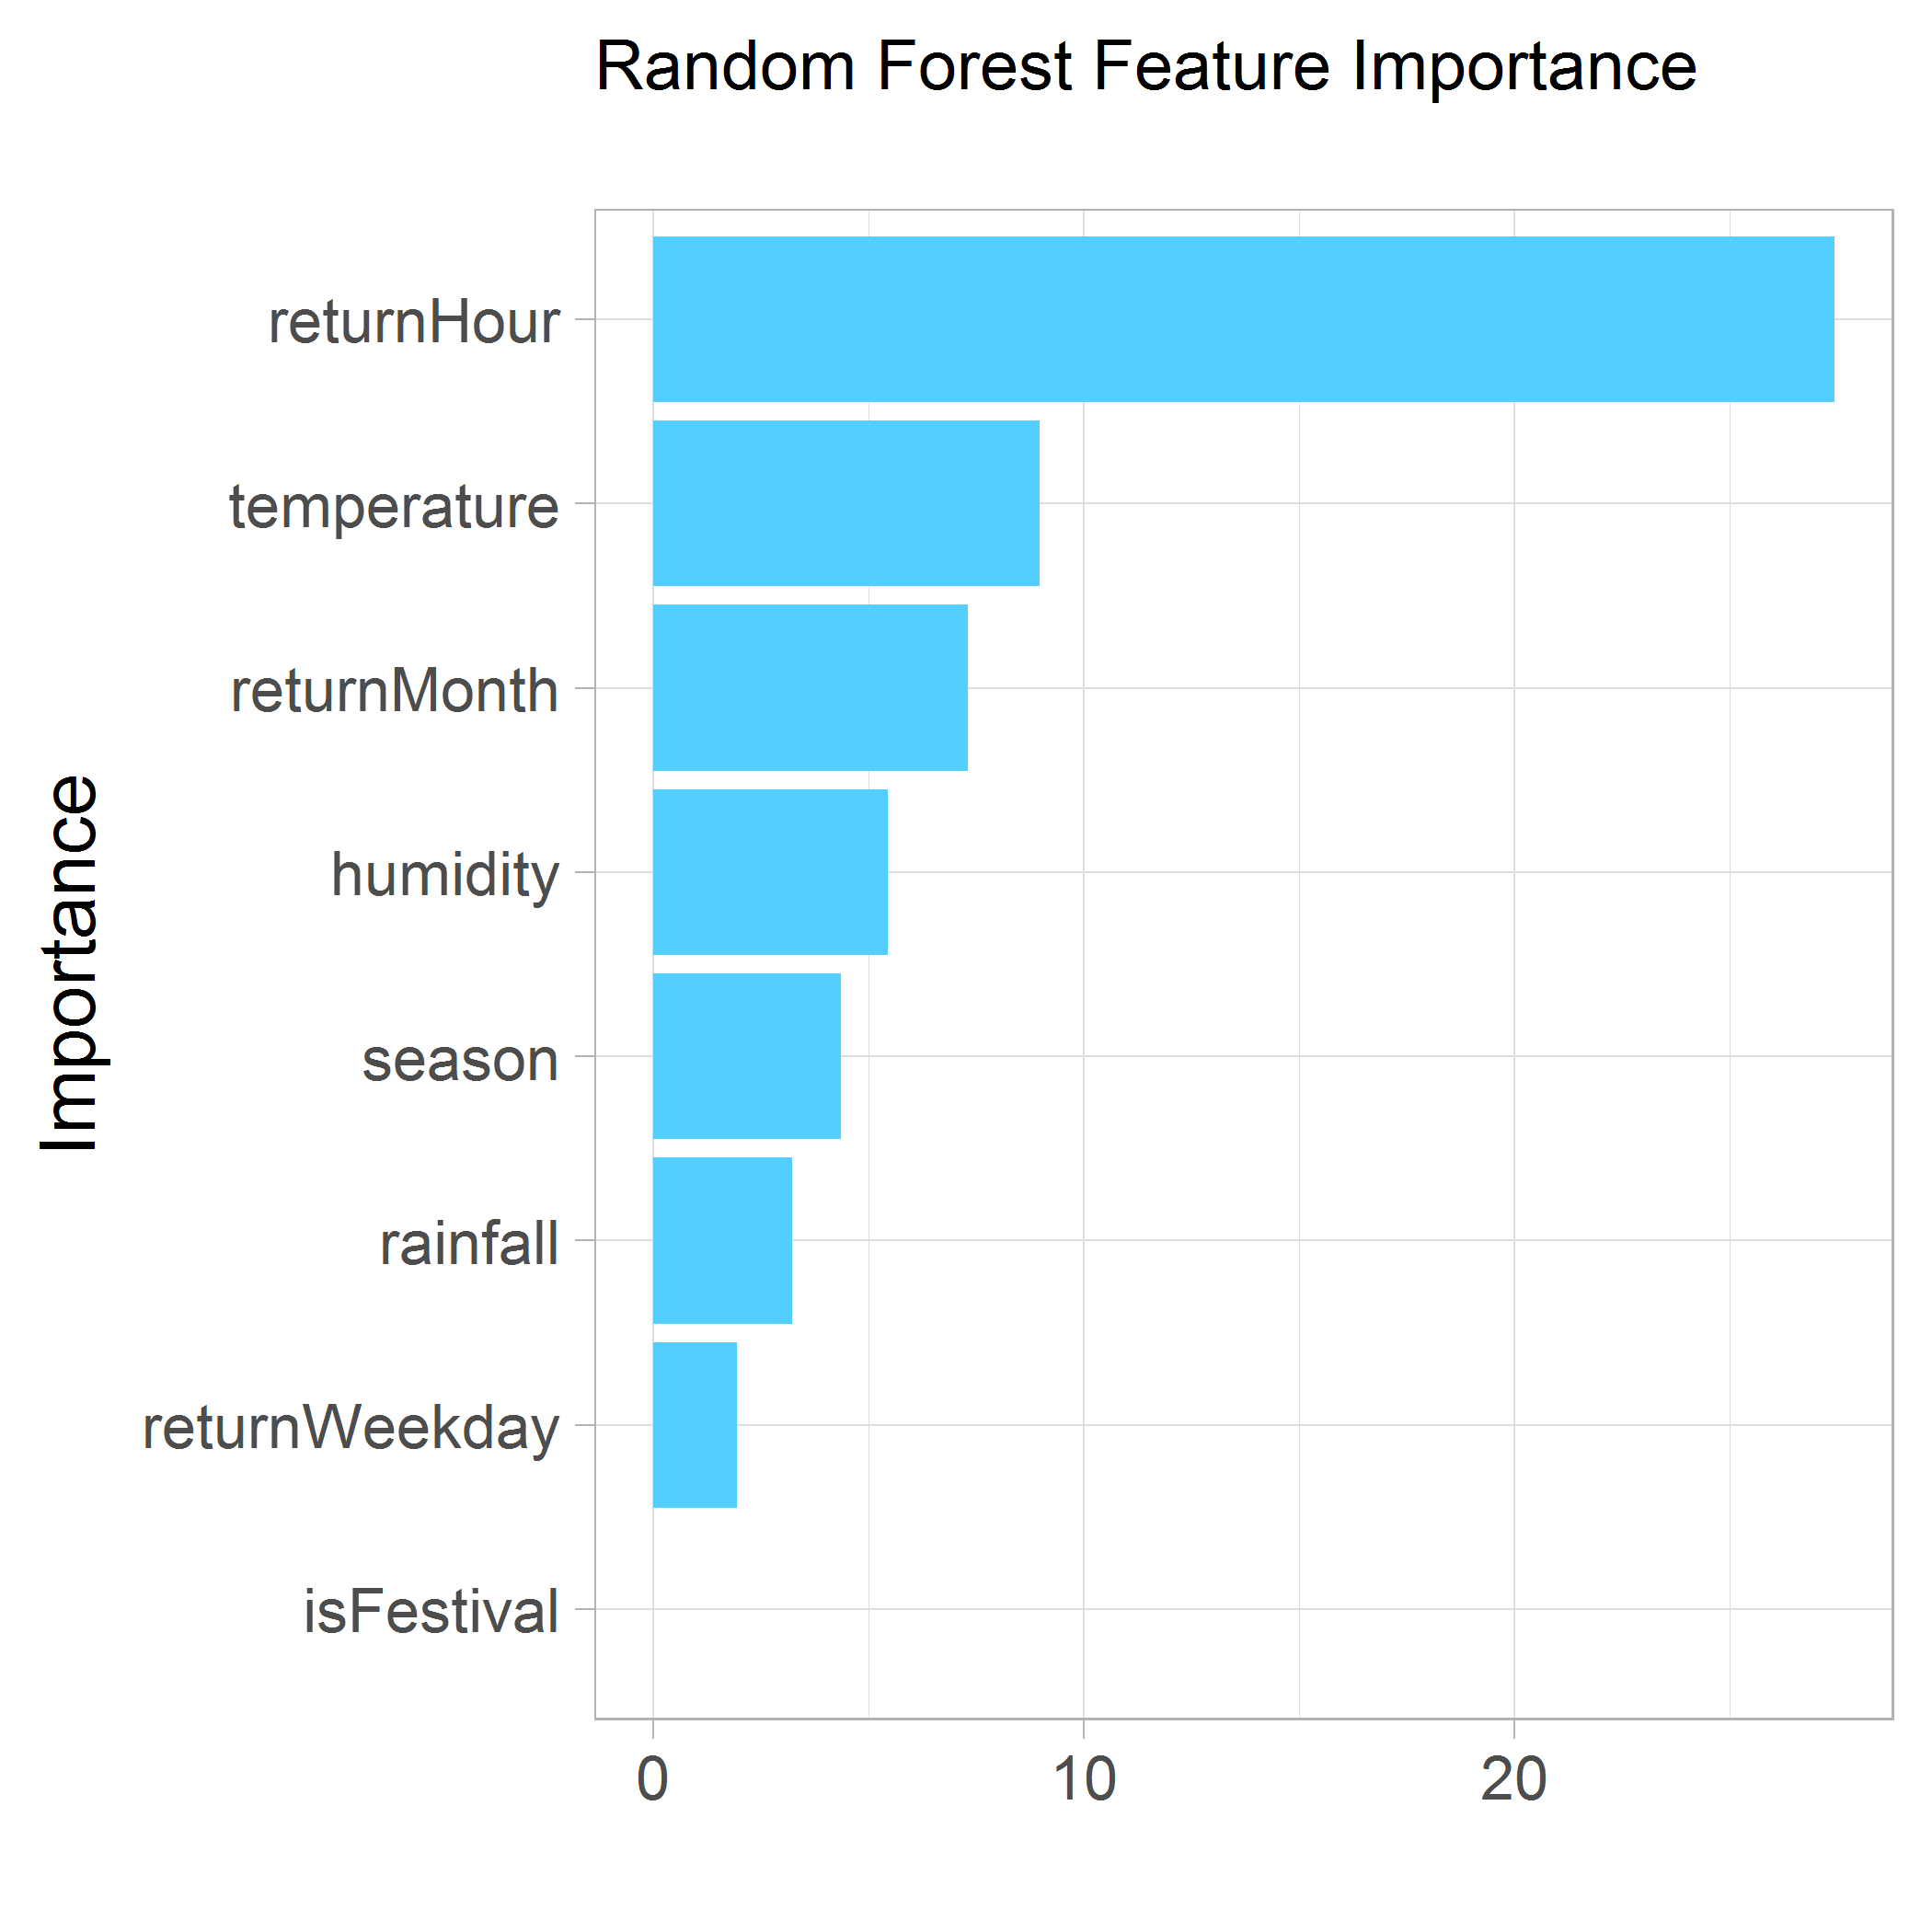 Random Forest Feature Importance
Importance
returnHour
temperature
returnMonth
humidity
season
rainfall
returnWeekday
isFestival
0 10 20